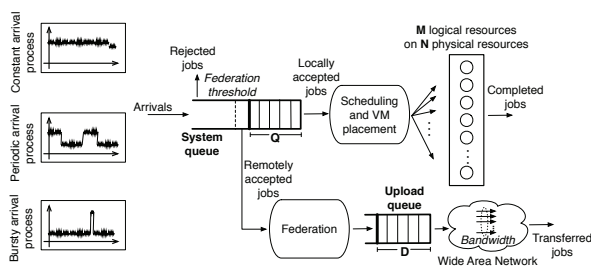 Constant arrival
process
Periodic arrival
process
Bursty arrival
process
Arrivals
Rejected
jobs
Federation
threshold
System
queue
Q
Locally
accepted
jobs
Remotely
accepted
jobs
Scheduling
and VM
placement
M logical resources
on N physical resources
Completed
jobs
Federation
Upload
queue
D
Bandwidth
Wide Area Network
Transferred
jobs